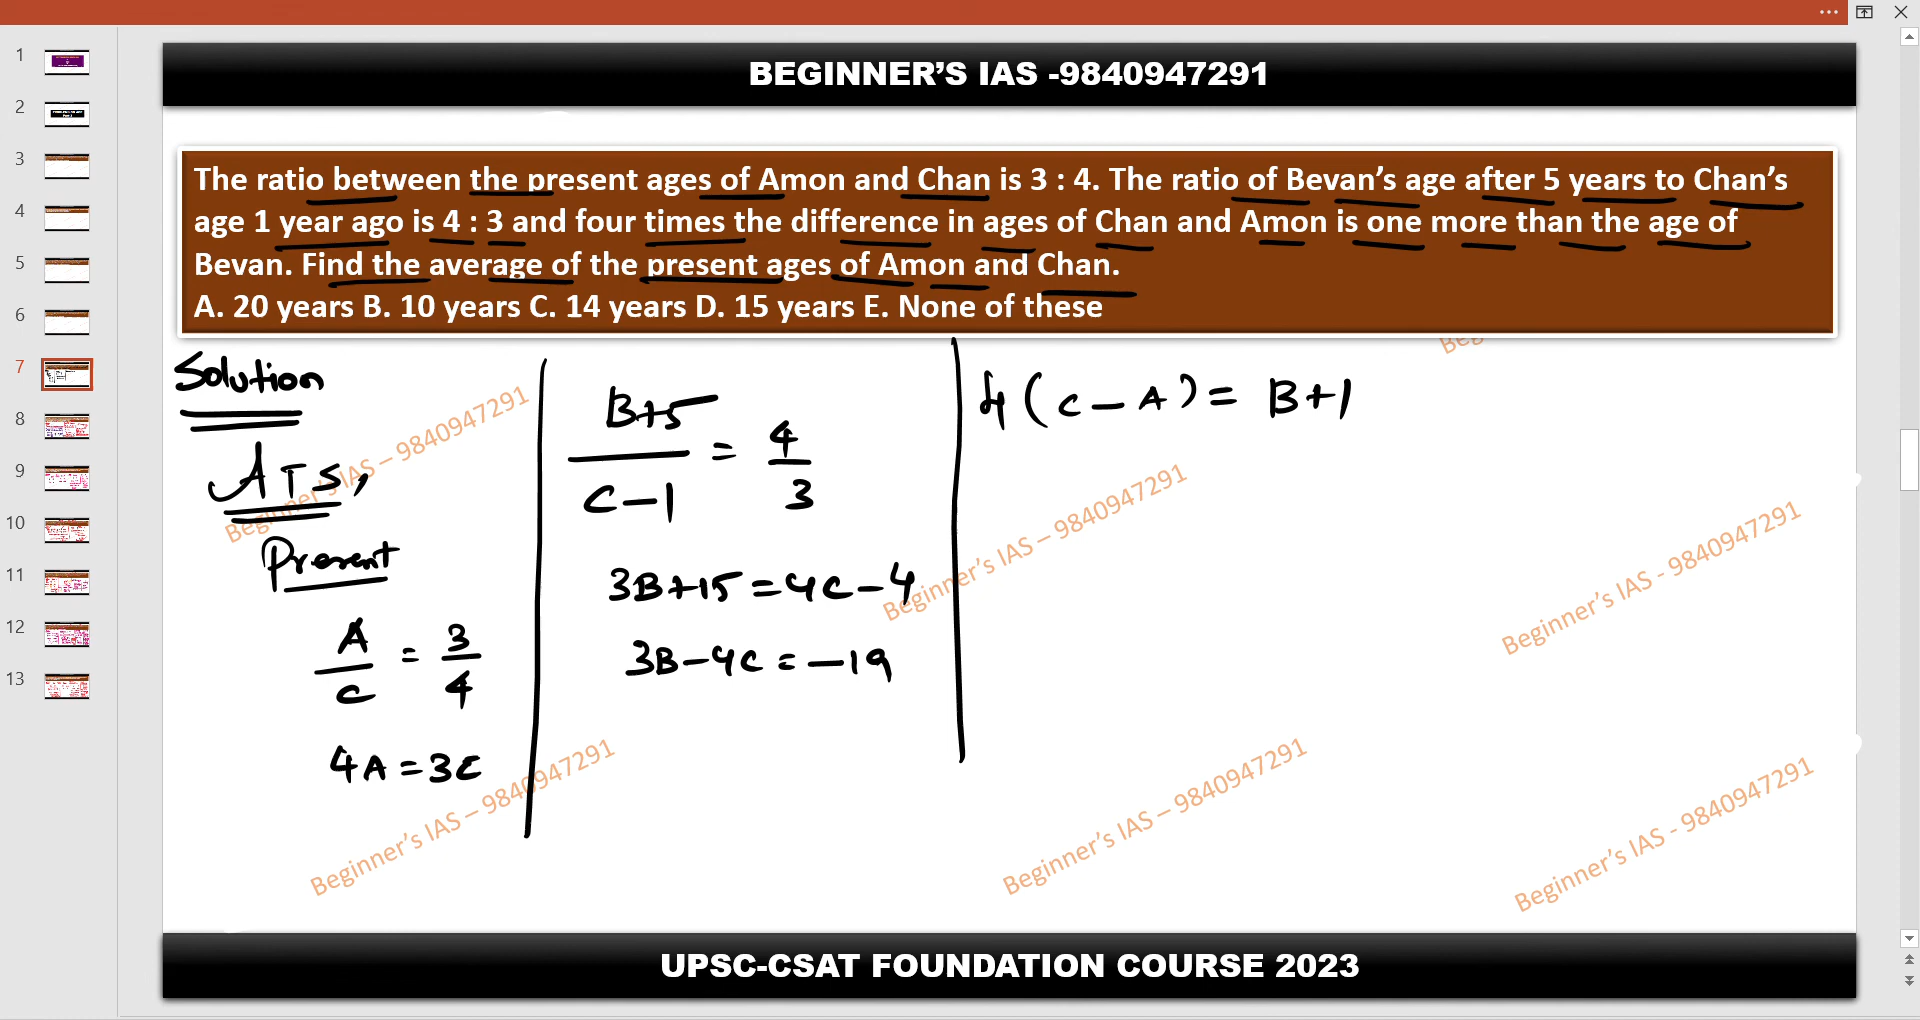 1
2
3
4
5
6
7
8
9
10
11
12
13
BEGINNER’S IAS -9840947291
The ratio between the present ages of Amon and Chan is 3 : 4. The ratio of Bevan’s age after 5 years to Chan’s
age 1 year ago is 4 : 3 and four times the difference in ages of Chan and Amon is one more than the age of
Bevan. Find the average of the present ages of Amon and Chan.
A. 20 years B. 10 years C. 14 years D. 15 years E. None of these
Solution
ATS,
Present
A/C = 3/4
4A = 3C
B+5/C-1 = 4/3
3B+15 = 4C-4
3B-4C = -19
4(C-A) = B+1
Beginner’s IAS – 9840947291
Beginner’s IAS – 9840947291
Beginner’s IAS - 9840947291
Beginner’s IAS – 9840947291
Beginner’s IAS – 9840947291
Beginner’s IAS - 9840947291
UPSC-CSAT FOUNDATION COURSE 2023